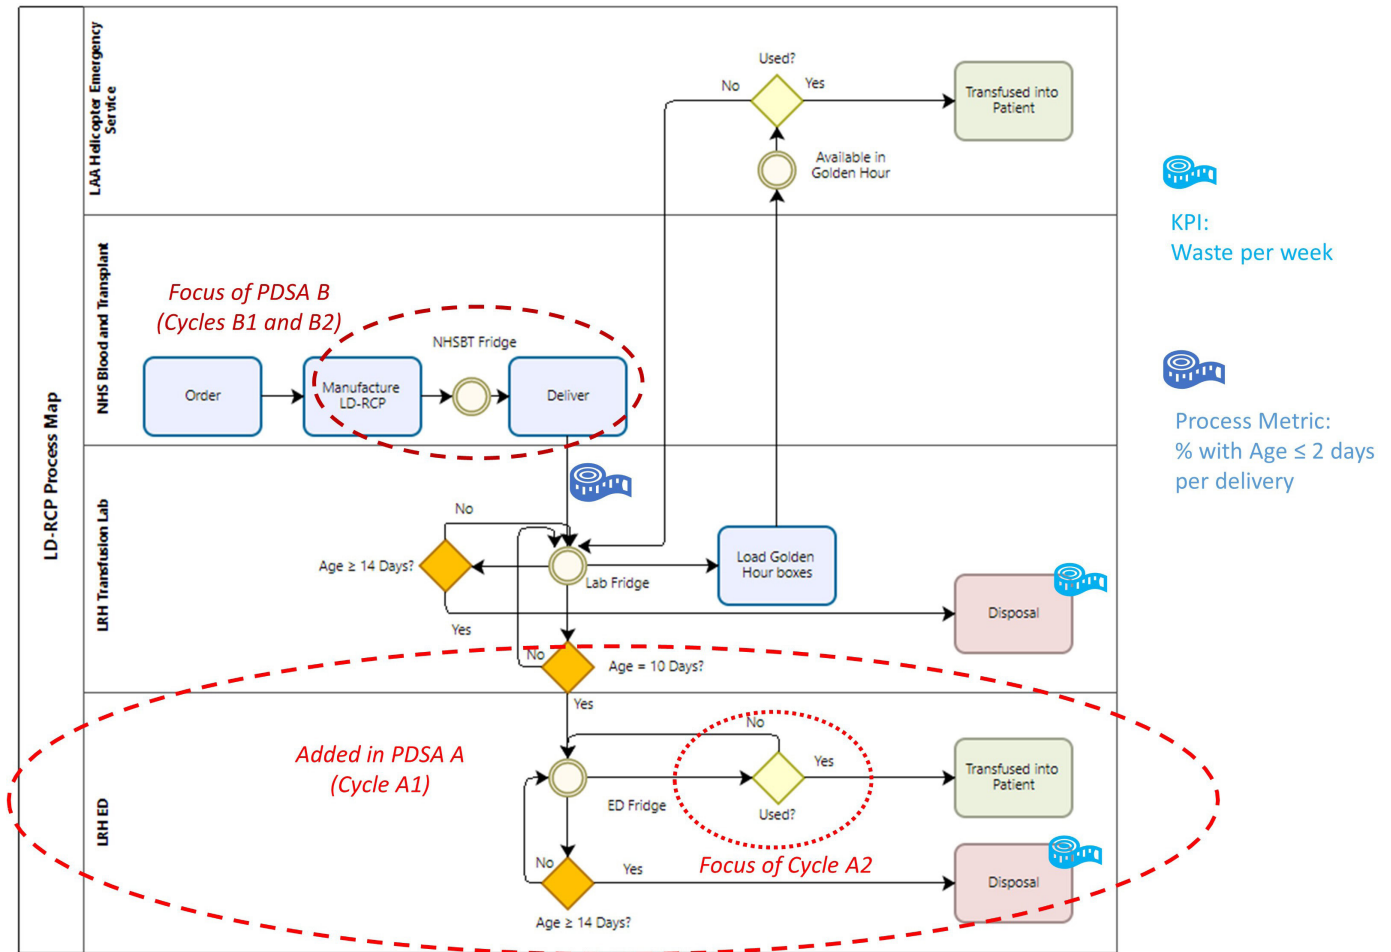 LD-RCP Process Map
LAA Helicopter Emergency
Service
Used?
No
Yes
Transfused into
Patient
Available in
Golden Hour
KPI:
Waste per week
NHS Blood and Transplant
Focus of PDSA B
(Cycles B1 and B2)
NHSBT Fridge
Order
Manufacture
LD-RCP
Deliver
Process Metric:
% with Age ≤ 2 days
per delivery
LRH Transfusion Lab
No
Age ≥ 14 Days?
Lab Fridge
Load Golden
Hour boxes
Yes
Disposal
No
Age = 10 Days?
Yes
LRH ED
Added in PDSA A
(Cycle A1)
No
Yes
ED Fridge
Used?
Transfused into
Patient
Focus of Cycle A2
No
Yes
Disposal
Age ≥ 14 Days?